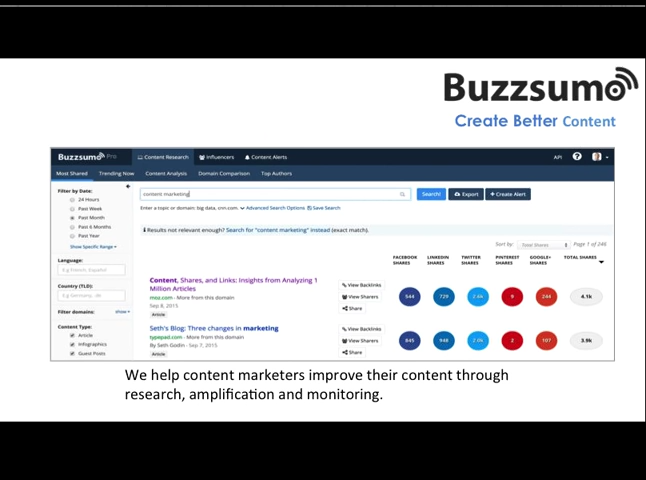 Buzzsumo
Create Better Content
Buzzsumo Pro
Content Research
Influencers
Content Alerts
API
Most Shared
Trending Now
Content Analysis
Domain Comparison
Top Authors
Filter by Date:
24 Hours
Past Week
Past Month
Past 6 Months
Past Year
Show Specific Range
Language:
E.g English, Español
Country (TLD):
E.g Germany, .de
Filter domains:
show
Content Type:
Article
Infographics
Guest Posts
content marketing
Search!
Export
+ Create Alert
Enter a topic or domain: big data, cnn.com.
Advanced Search Options
Save Search
Results not relevant enough? Search for "content marketing" instead (exact match).
Sort by:
Total Shares
Page 1 of 246
FACEBOOK SHARES
LINKEDIN SHARES
TWITTER SHARES
PINTEREST SHARES
GOOGLE+ SHARES
TOTAL SHARES
Content, Shares, and Links: Insights from Analyzing 1
Million Articles
moz.com - More from this domain
Sep 8, 2015
Article
View Backlinks
View Sharers
Share
544
729
2.6k
9
244
4.1k
Seth's Blog: Three changes in marketing
typepad.com - More from this domain
By Seth Godin - Sep 7, 2015
Article
View Backlinks
View Sharers
Share
845
948
2.0k
2
107
3.9k
We help content marketers improve their content through
research, amplification and monitoring.